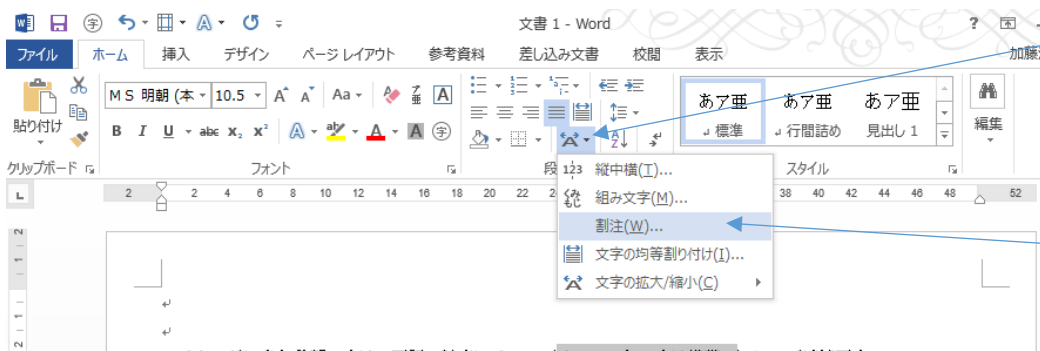 文書 1 - Word
?
ファイル ホーム 挿入 デザイン ページ レイアウト 参考資料 差し込み文書 校閲 表示 加藤
貼り付け
ＭＳ 明朝 (本 10.5 A A Aa ア亜 A
B I U abc X₂ X² A aby A A 字
あア亜 あア亜 あア亜
標準 行間詰め 見出し 1
編集
クリップボード フォント 段 スタイル
123 縦中横(T)...
組み文字(M)...
割注(W)...
文字の均等割り付け(I)...
文字の拡大/縮小(C)
L 2 2 4 6 8 10 12 14 16 18 20 22 2 38 40 42 44 46 48 52
2
1
2